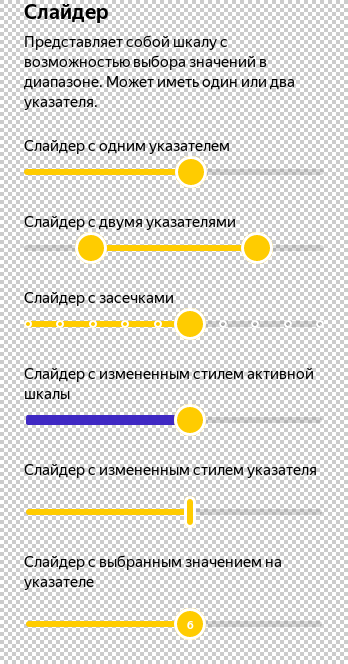 Слайдер
Представляет собой шкалу с
возможностью выбора значений в
диапазоне. Может иметь один или два
указателя.
Слайдер с одним указателем
Слайдер с двумя указателями
Слайдер с засечками
Слайдер с измененным стилем активной
шкалы
Слайдер с измененным стилем указателя
Слайдер с выбранным значением на
указателе
6